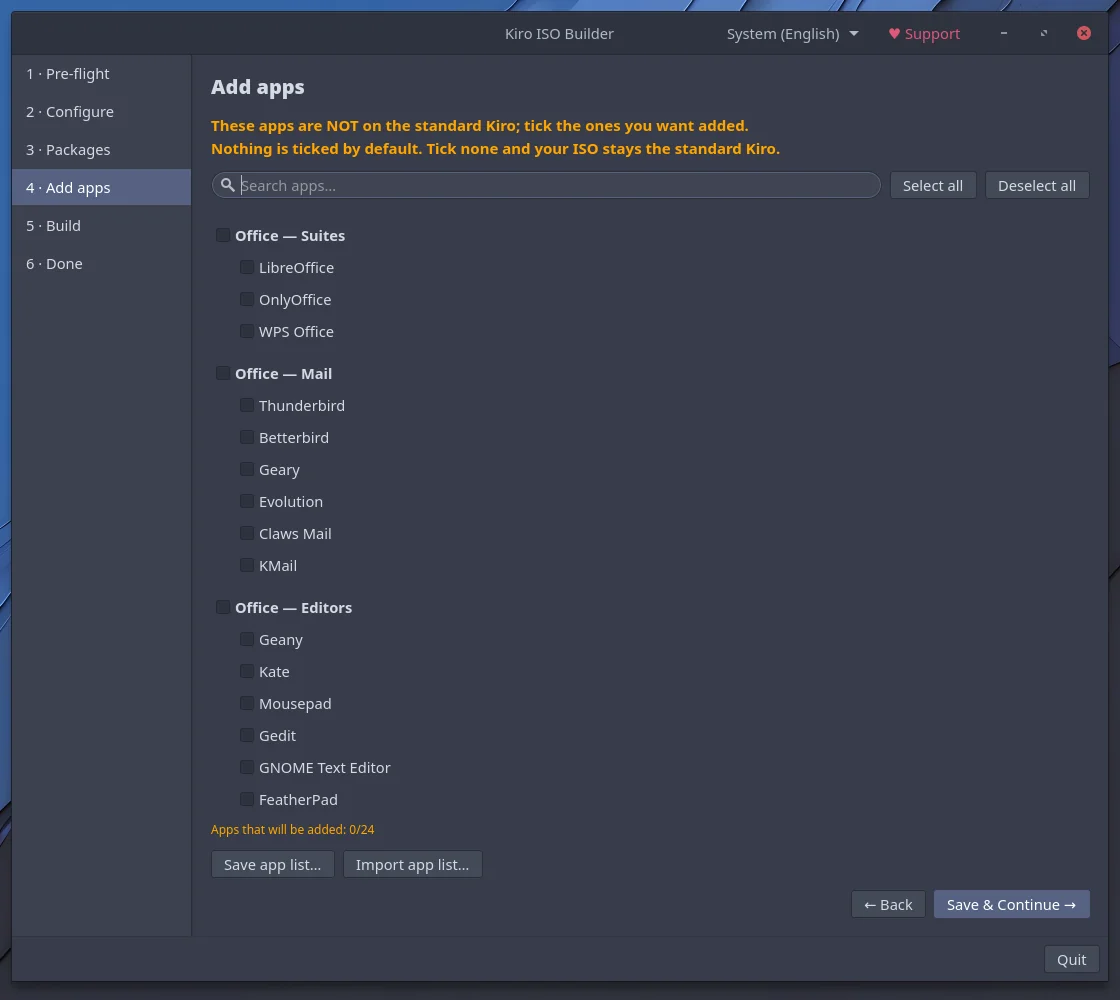 Kiro ISO Builder
System (English)
♥ Support
1 · Pre-flight
2 · Configure
3 · Packages
4 · Add apps
5 · Build
6 · Done
Add apps
These apps are NOT on the standard Kiro; tick the ones you want added.
Nothing is ticked by default. Tick none and your ISO stays the standard Kiro.
Search apps...
Select all
Deselect all
Office — Suites
LibreOffice
OnlyOffice
WPS Office
Office — Mail
Thunderbird
Betterbird
Geary
Evolution
Claws Mail
KMail
Office — Editors
Geany
Kate
Mousepad
Gedit
GNOME Text Editor
FeatherPad
Apps that will be added: 0/24
Save app list...
Import app list...
← Back
Save & Continue →
Quit